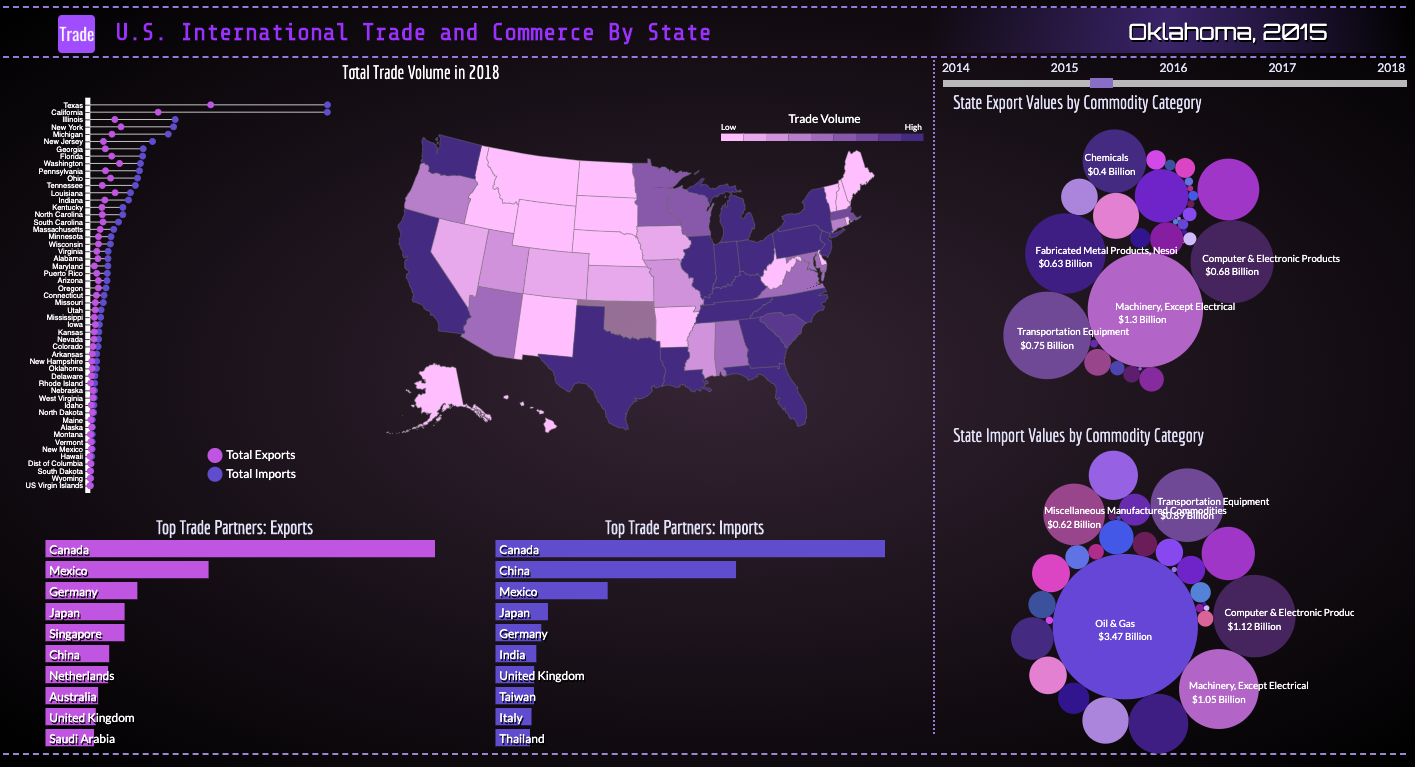 Trade
U.S. International Trade and Commerce By State
Oklahoma, 2015
Total Trade Volume in 2018
2014 2015 2016 2017 2018
Texas
California
Illinois
New York
Michigan
New Jersey
Georgia
Florida
Washington
Pennsylvania
Ohio
Tennessee
Louisiana
Indiana
Kentucky
North Carolina
South Carolina
Massachusetts
Minnesota
Wisconsin
Virginia
Alabama
Maryland
Puerto Rico
Arizona
Oregon
Connecticut
Missouri
Utah
Mississippi
Iowa
Kansas
Nevada
Colorado
Arkansas
New Hampshire
Oklahoma
Delaware
Rhode Island
Nebraska
West Virginia
Idaho
North Dakota
Maine
Alaska
Montana
Vermont
New Mexico
Hawaii
Dist of Columbia
South Dakota
Wyoming
US Virgin Islands
Total Exports
Total Imports
Trade Volume
Low High
State Export Values by Commodity Category
Chemicals
$0.4 Billion
Fabricated Metal Products, Nesoi
$0.63 Billion
Computer & Electronic Products
$0.68 Billion
Machinery, Except Electrical
$1.3 Billion
Transportation Equipment
$0.75 Billion
State Import Values by Commodity Category
Transportation Equipment
$0.89 Billion
Miscellaneous Manufactured Commodities
$0.62 Billion
Computer & Electronic Produc
$1.12 Billion
Oil & Gas
$3.47 Billion
Machinery, Except Electrical
$1.05 Billion
Top Trade Partners: Exports
Canada
Mexico
Germany
Japan
Singapore
China
Netherlands
Australia
United Kingdom
Saudi Arabia
Top Trade Partners: Imports
Canada
China
Mexico
Japan
Germany
India
United Kingdom
Taiwan
Italy
Thailand